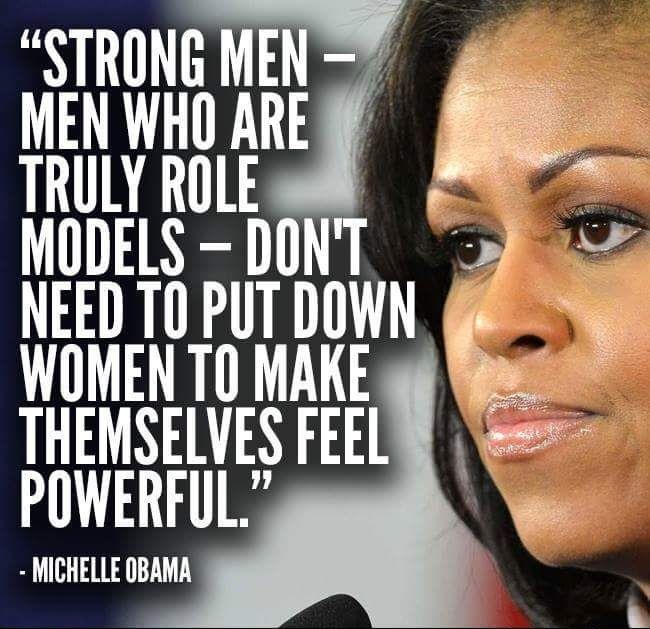 “STRONG MEN –
MEN WHO ARE
TRULY ROLE
MODELS – DON'T
NEED TO PUT DOWN
WOMEN TO MAKE
THEMSELVES FEEL
POWERFUL.”
- MICHELLE OBAMA